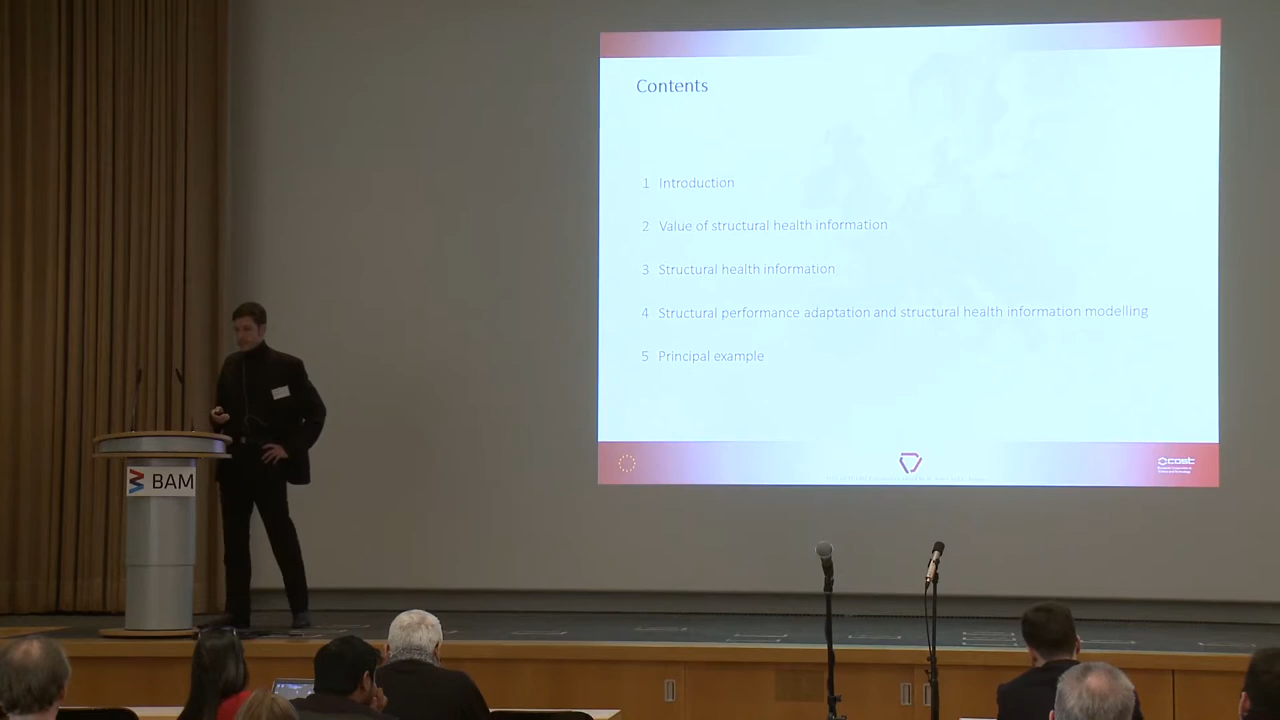 Contents
1 Introduction
2 Value of structural health information
3 Structural health information
4 Structural performance adaptation and structural health information modelling
5 Principal example
cost
BAM